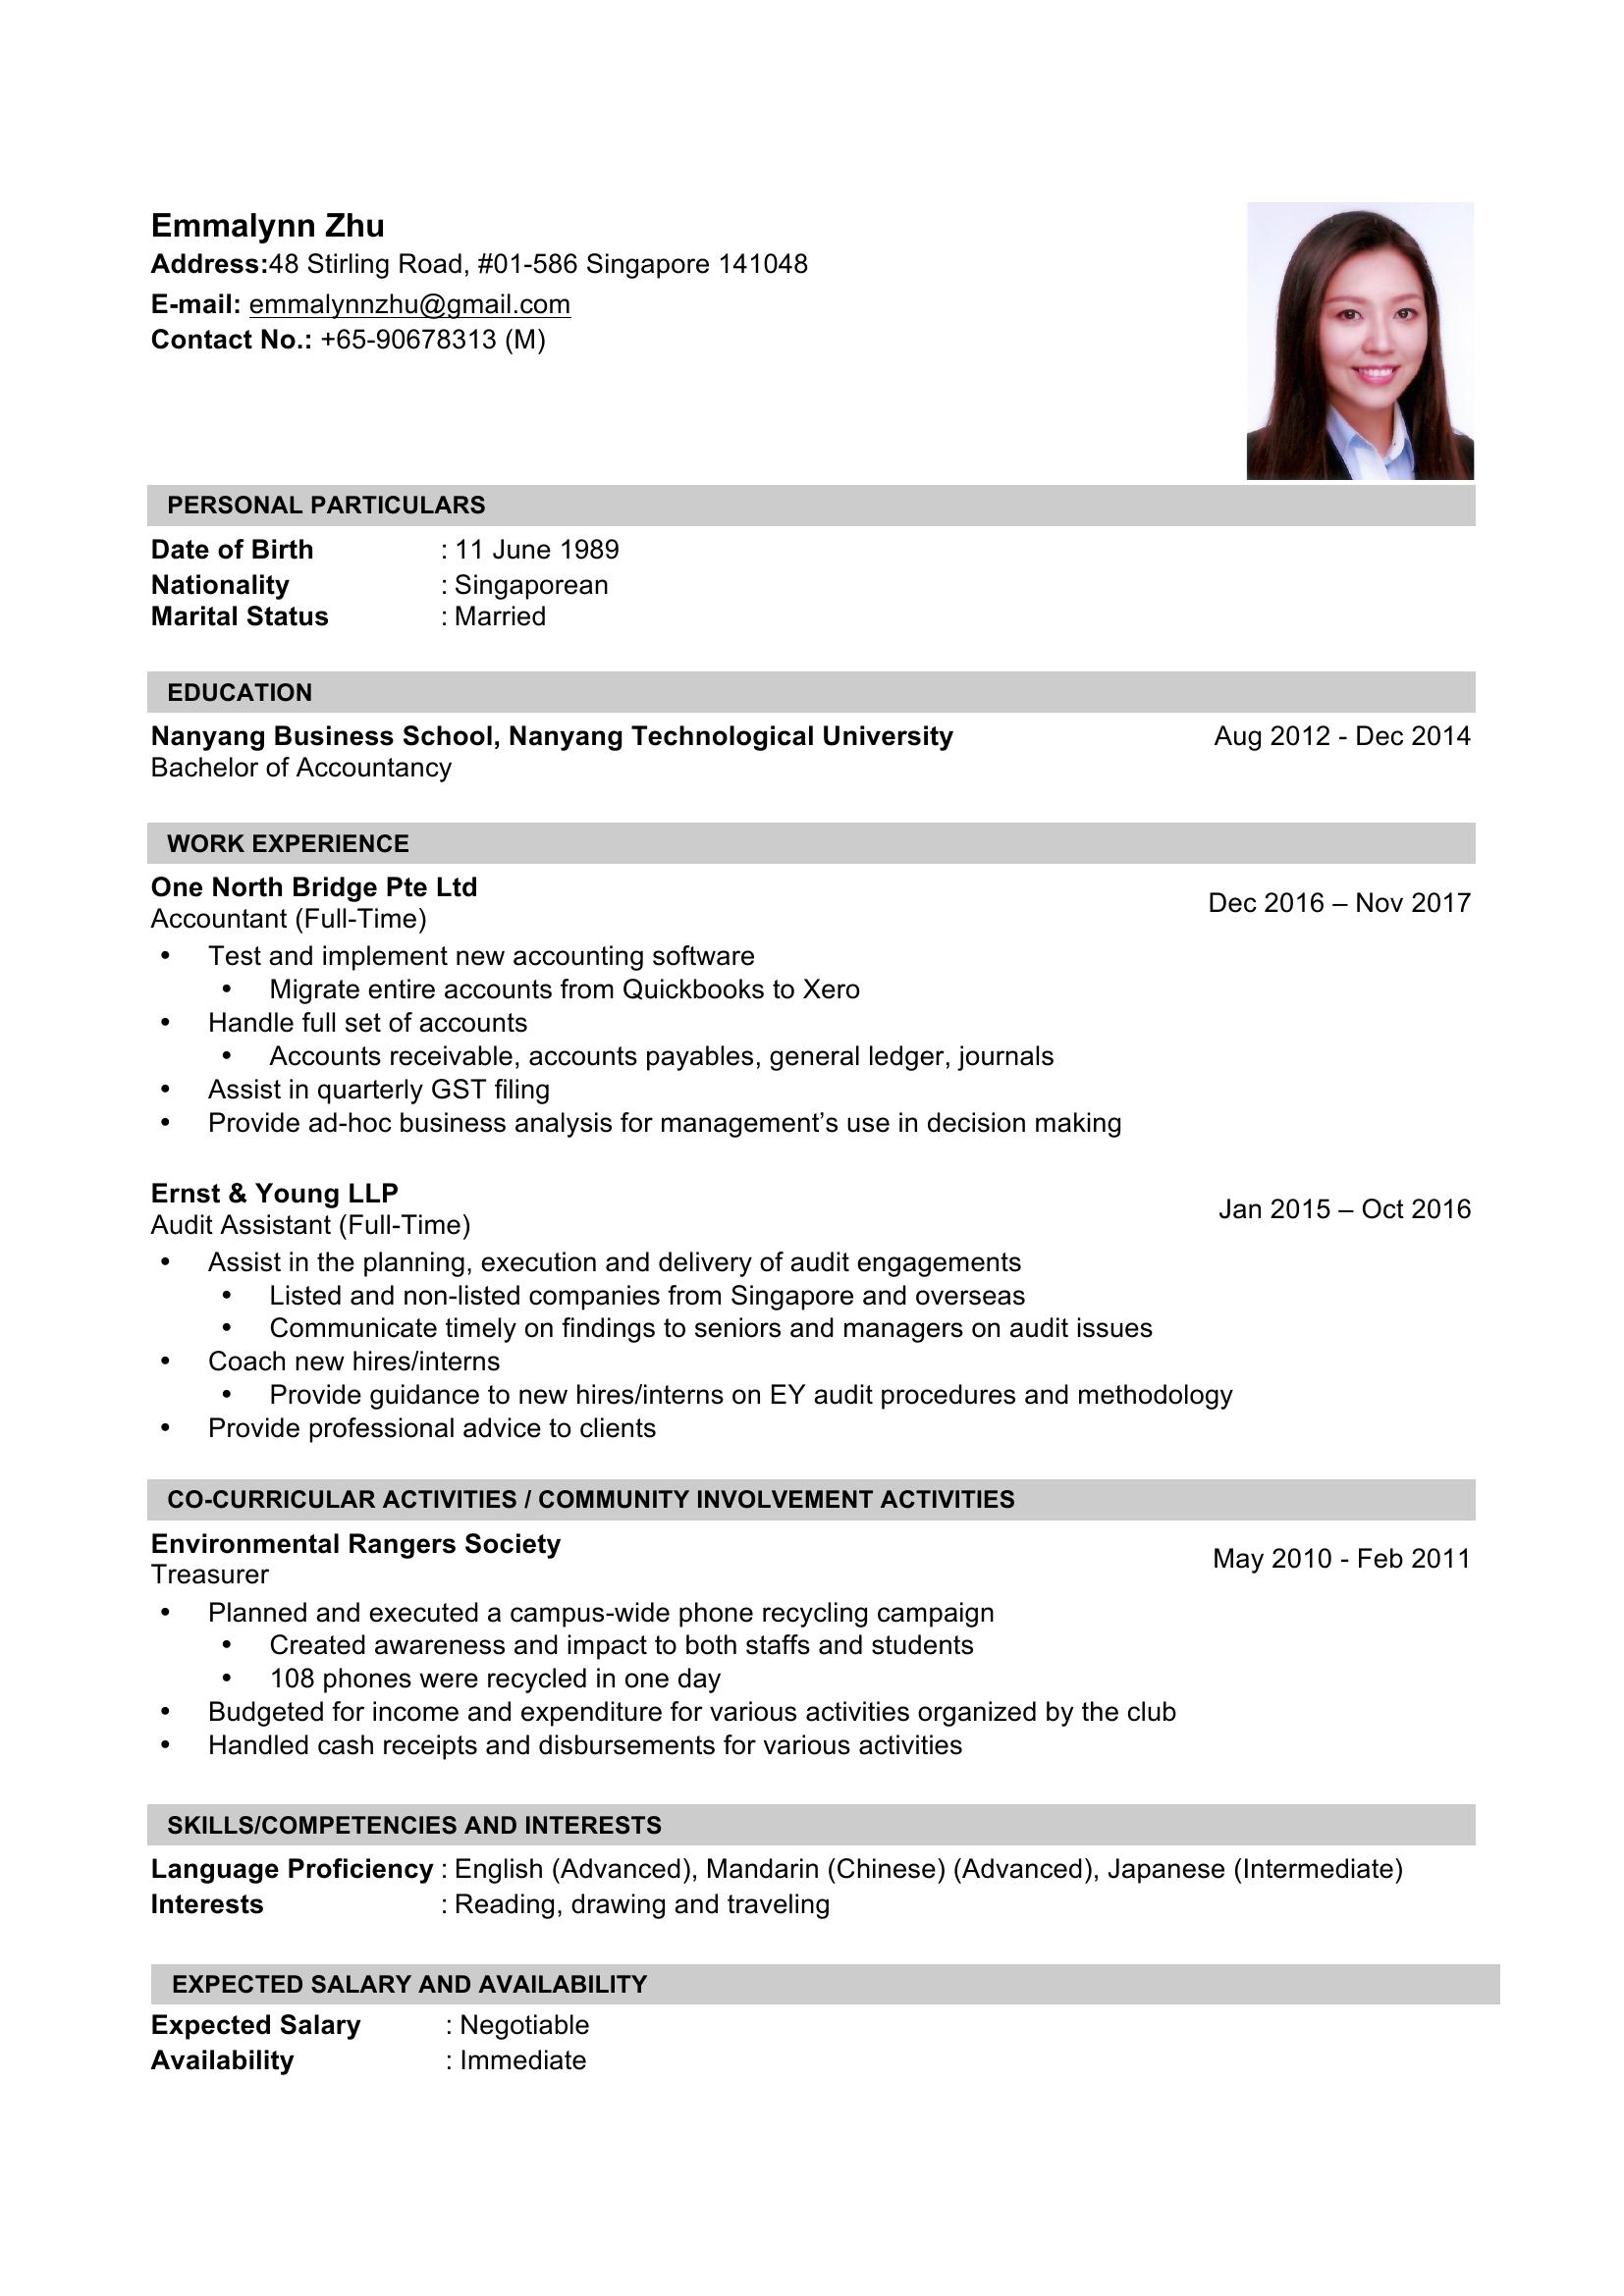 Emmalynn Zhu
Address:48 Stirling Road, #01-586 Singapore 141048
E-mail: emmalynnzhu@gmail.com
Contact No.: +65-90678313 (M)
PERSONAL PARTICULARS
Date of Birth : 11 June 1989
Nationality : Singaporean
Marital Status : Married
EDUCATION
Nanyang Business School, Nanyang Technological University Aug 2012 - Dec 2014
Bachelor of Accountancy
WORK EXPERIENCE
One North Bridge Pte Ltd
Dec 2016 – Nov 2017
Accountant (Full-Time)
• Test and implement new accounting software
• Migrate entire accounts from Quickbooks to Xero
• Handle full set of accounts
• Accounts receivable, accounts payables, general ledger, journals
• Assist in quarterly GST filing
• Provide ad-hoc business analysis for management’s use in decision making
Ernst & Young LLP
Jan 2015 – Oct 2016
Audit Assistant (Full-Time)
• Assist in the planning, execution and delivery of audit engagements
• Listed and non-listed companies from Singapore and overseas
• Communicate timely on findings to seniors and managers on audit issues
• Coach new hires/interns
• Provide guidance to new hires/interns on EY audit procedures and methodology
• Provide professional advice to clients
CO-CURRICULAR ACTIVITIES / COMMUNITY INVOLVEMENT ACTIVITIES
Environmental Rangers Society
May 2010 - Feb 2011
Treasurer
• Planned and executed a campus-wide phone recycling campaign
• Created awareness and impact to both staffs and students
• 108 phones were recycled in one day
• Budgeted for income and expenditure for various activities organized by the club
• Handled cash receipts and disbursements for various activities
SKILLS/COMPETENCIES AND INTERESTS
Language Proficiency : English (Advanced), Mandarin (Chinese) (Advanced), Japanese (Intermediate)
Interests : Reading, drawing and traveling
EXPECTED SALARY AND AVAILABILITY
Expected Salary : Negotiable
Availability : Immediate